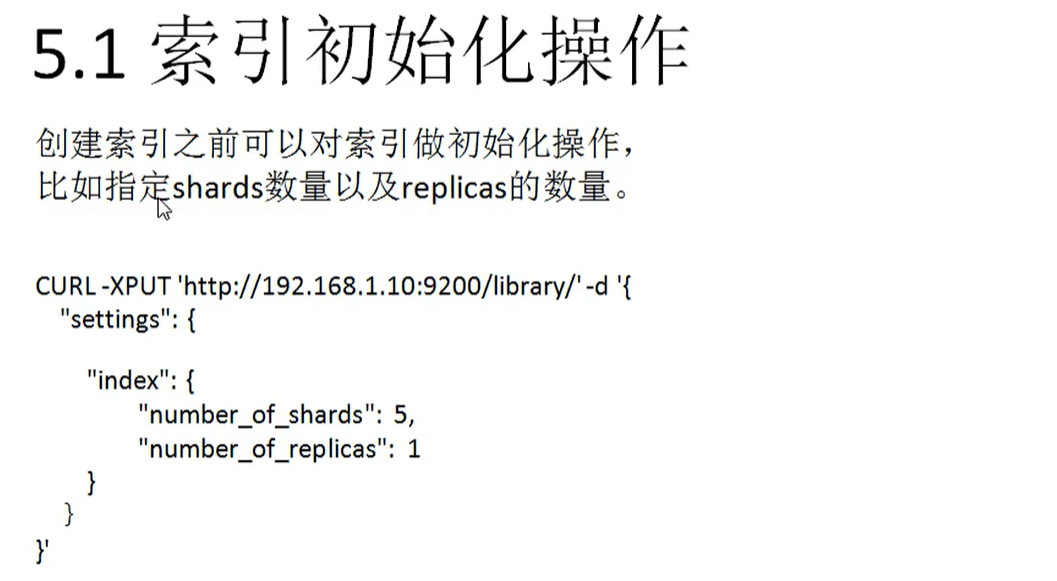 5.1 索引初始化操作
创建索引之前可以对索引做初始化操作，
比如指定shards数量以及replicas的数量。
CURL -XPUT 'http://192.168.1.10:9200/library/' -d '{
"settings": {
"index": {
"number_of_shards": 5,
"number_of_replicas": 1
}
}
}'